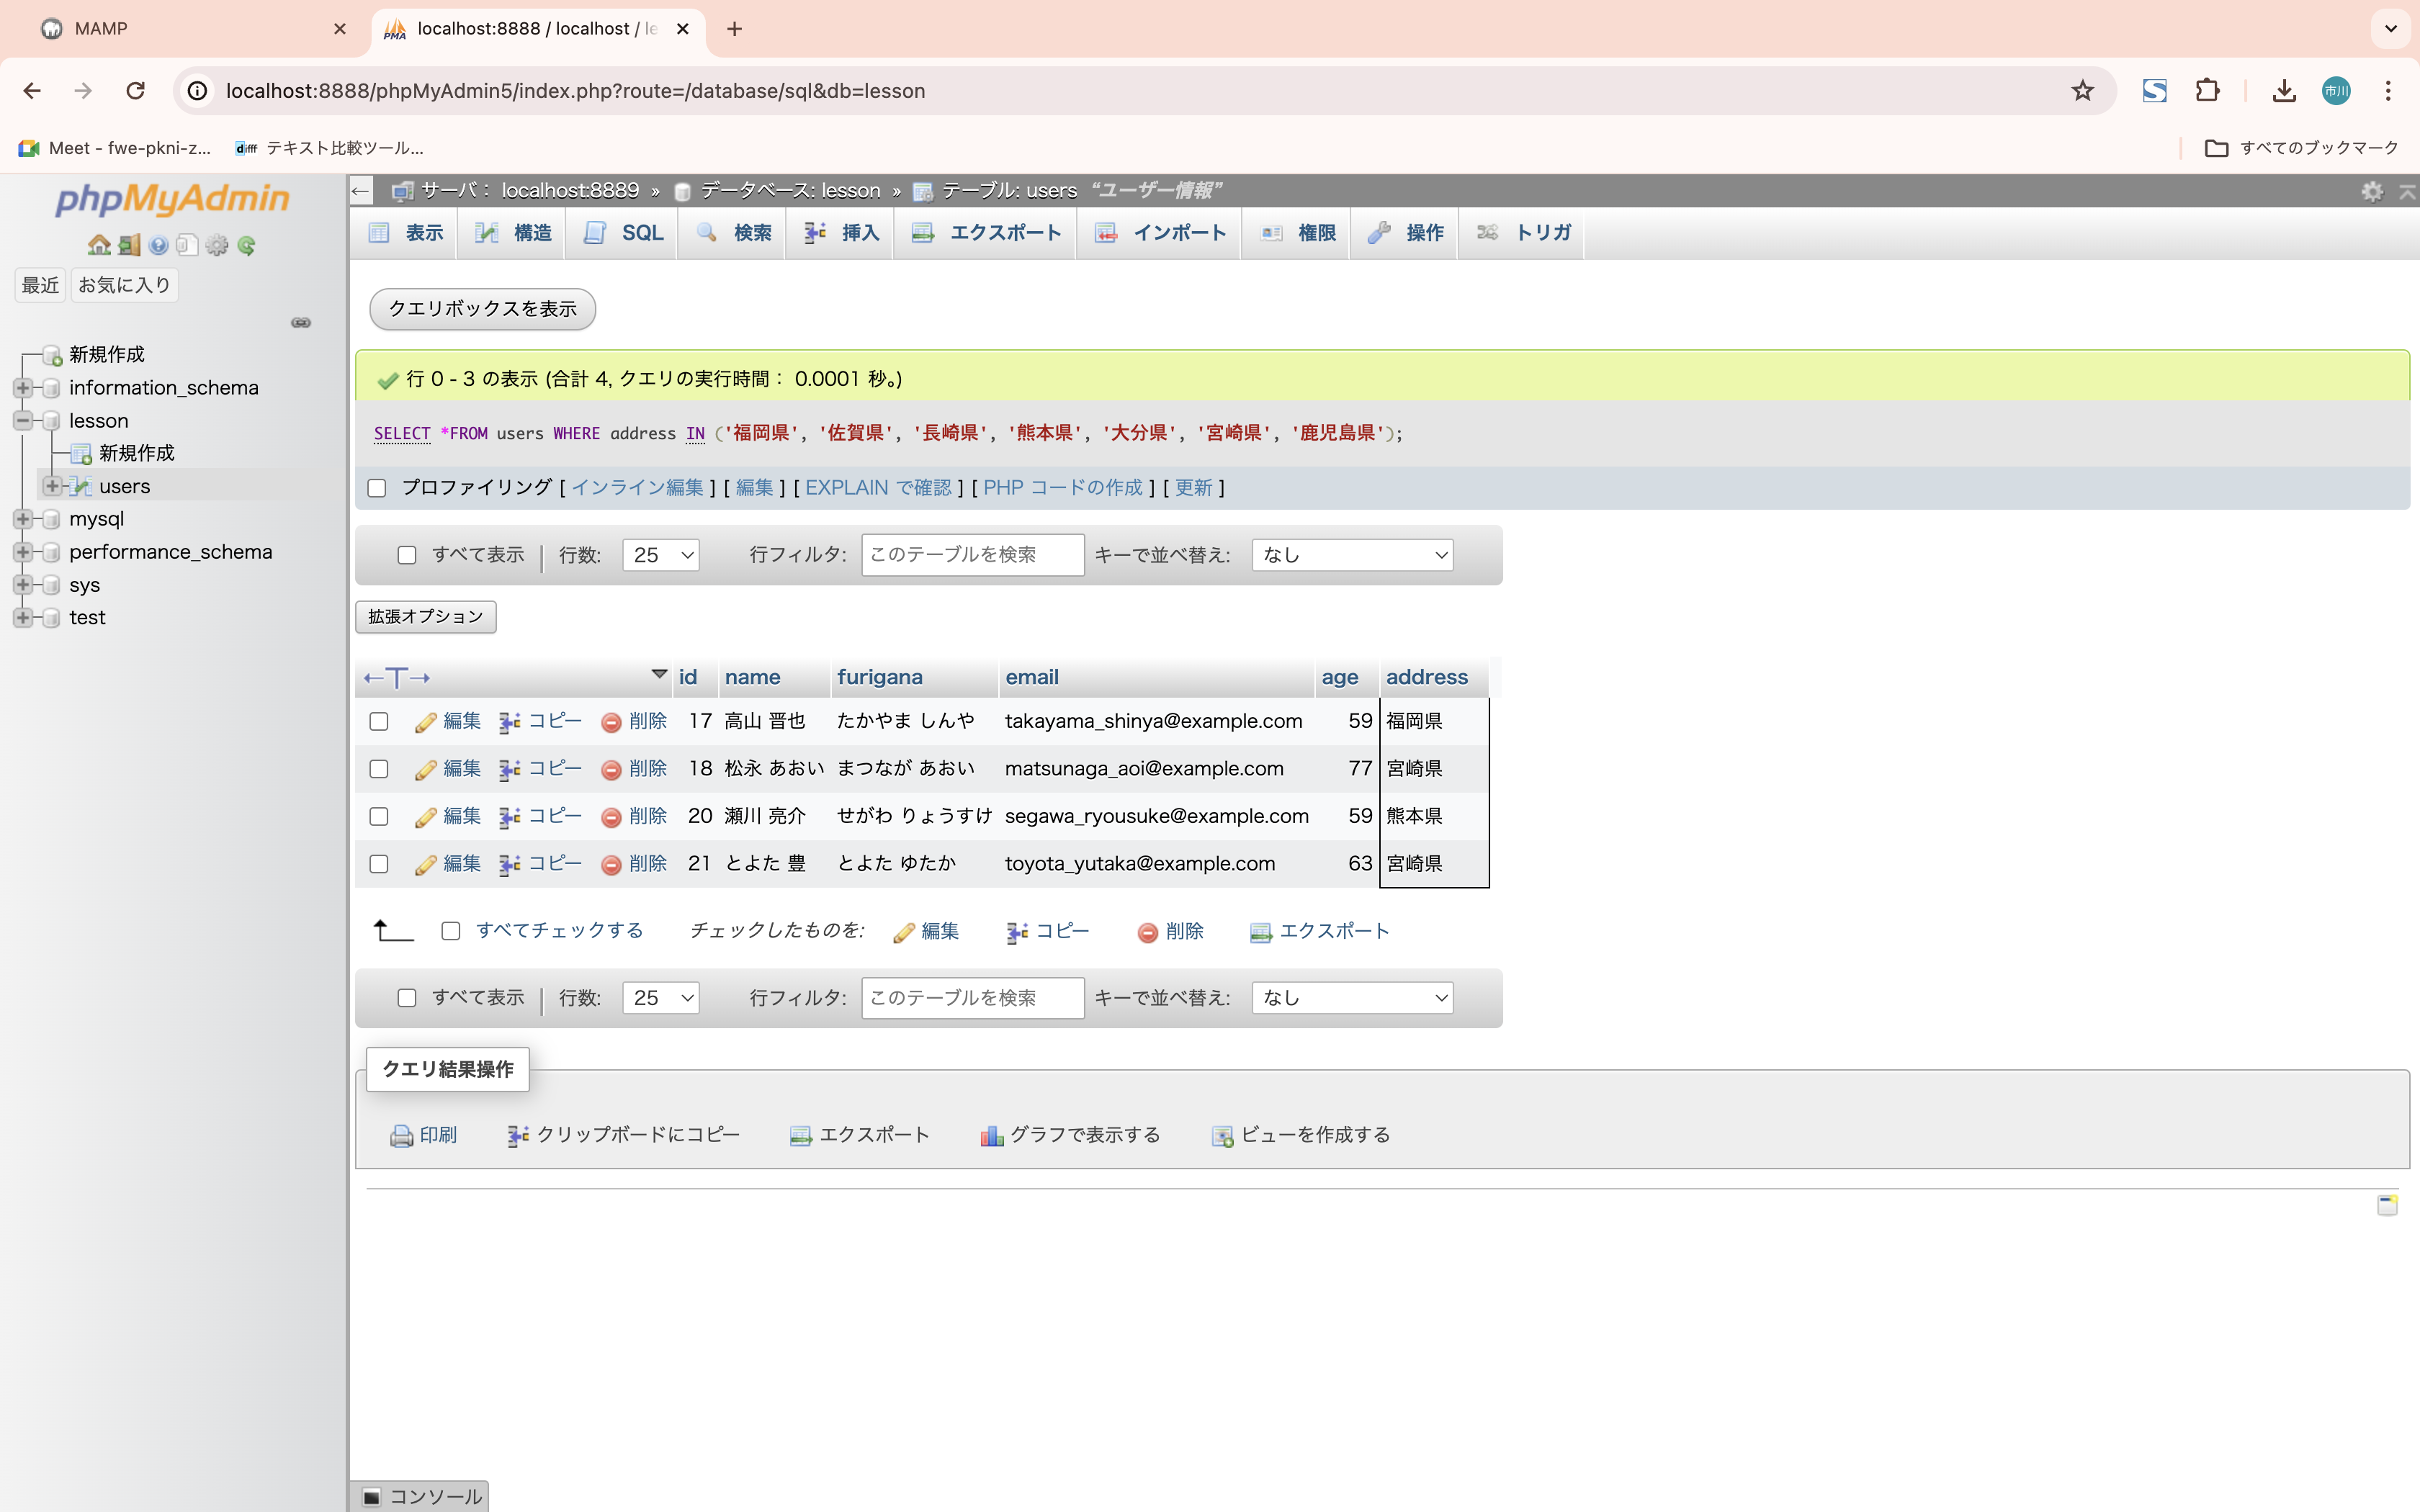 MAMP
localhost:8888 / localhost / le
localhost:8888/phpMyAdmin5/index.php?route=/database/sql&db=lesson
市川
Meet - fwe-pkni-z...
diff テキスト比較ツール...
すべてのブックマーク
phpMyAdmin
最近 お気に入り
新規作成
information_schema
lesson
新規作成
users
mysql
performance_schema
sys
test
サーバ: localhost:8889 » データベース: lesson » テーブル: users “ユーザー情報”
表示 構造 SQL 検索 挿入 エクスポート インポート 権限 操作 トリガ
クエリボックスを表示
行 0 - 3 の表示 (合計 4, クエリの実行時間: 0.0001 秒。)
SELECT *FROM users WHERE address IN ('福岡県', '佐賀県', '長崎県', '熊本県', '大分県', '宮崎県', '鹿児島県');
プロファイリング [ インライン編集 ] [ 編集 ] [ EXPLAIN で確認 ] [ PHP コードの作成 ] [ 更新 ]
すべて表示 行数: 25 行フィルタ: このテーブルを検索 キーで並べ替え: なし
拡張オプション
←T→ id name furigana email age address
編集 コピー 削除 17 高山 晋也 たかやま しんや takayama_shinya@example.com 59 福岡県
編集 コピー 削除 18 松永 あおい まつなが あおい matsunaga_aoi@example.com 77 宮崎県
編集 コピー 削除 20 瀬川 亮介 せがわ りょうすけ segawa_ryousuke@example.com 59 熊本県
編集 コピー 削除 21 とよた 豊 とよた ゆたか toyota_yutaka@example.com 63 宮崎県
すべてチェックする チェックしたものを: 編集 コピー 削除 エクスポート
すべて表示 行数: 25 行フィルタ: このテーブルを検索 キーで並べ替え: なし
クエリ結果操作
印刷 クリップボードにコピー エクスポート グラフで表示する ビューを作成する
コンソール